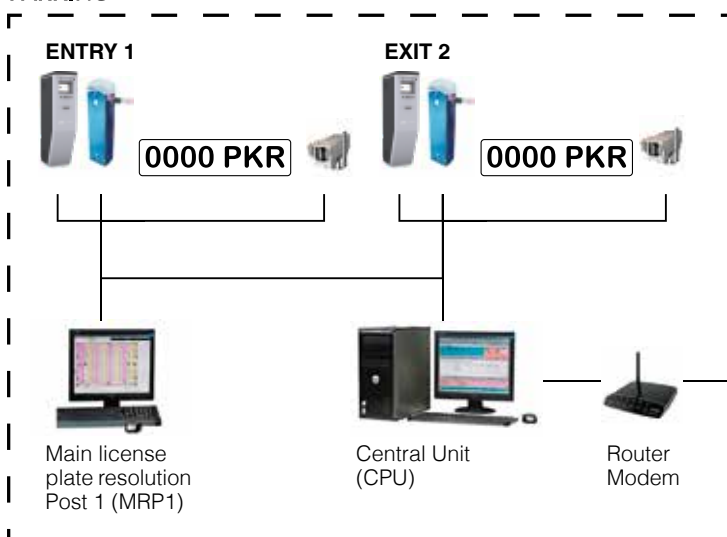 ENTRY 1
EXIT 2
0000 PKR
0000 PKR
Main license
plate resolution
Post 1 (MRP1)
Central Unit
(CPU)
Router
Modem